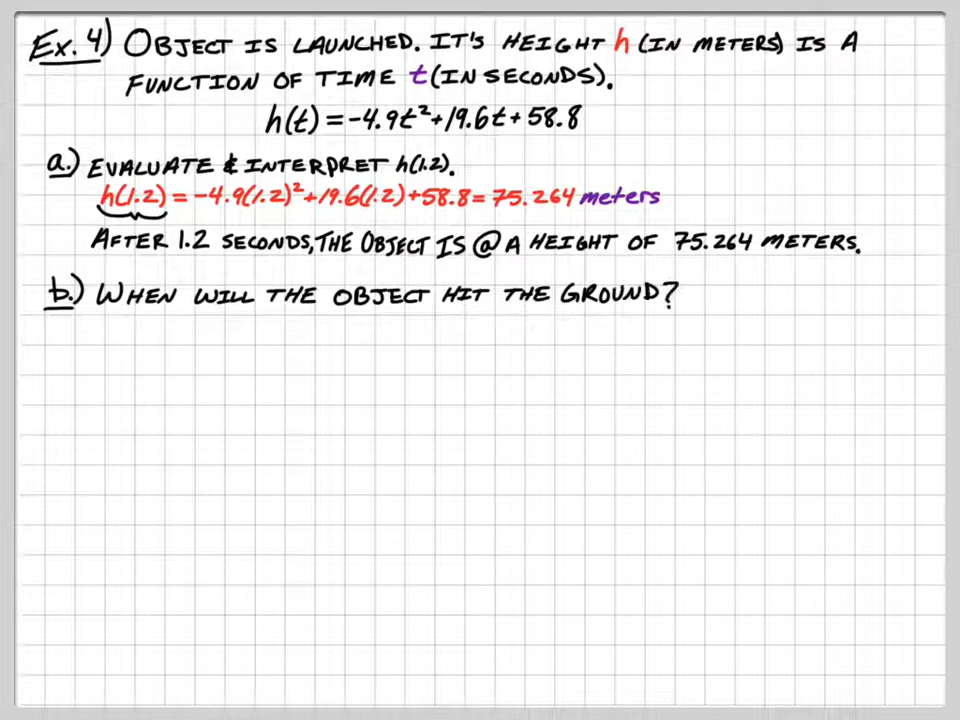 Ex. 4) OBJECT IS LAUNCHED. IT'S HEIGHT h (IN METERS) IS A
FUNCTION OF TIME t (IN SECONDS).
h(t) = -4.9t²+19.6t+58.8
a.) EVALUATE & INTERPRET h(1.2).
h(1.2) = -4.9(1.2)²+19.6(1.2)+58.8 = 75.264 meters
AFTER 1.2 SECONDS, THE OBJECT IS @ A HEIGHT OF 75.264 METERS.
b.) WHEN WILL THE OBJECT HIT THE GROUND?